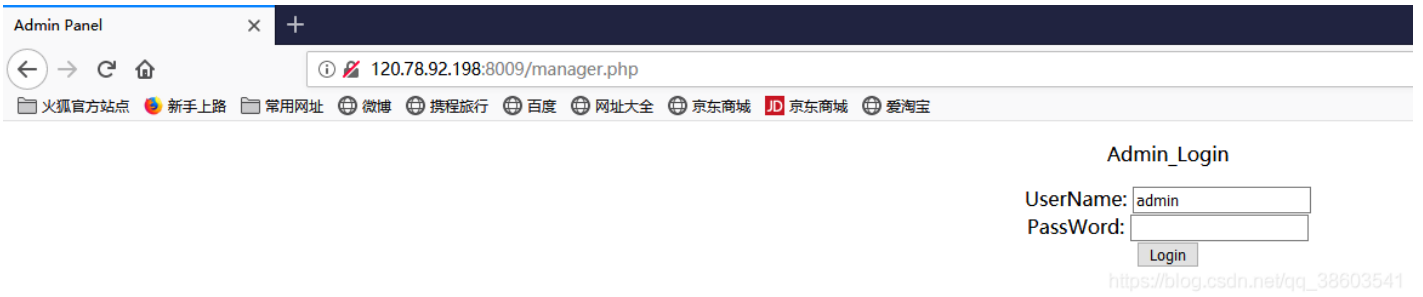 Admin Panel
120.78.92.198:8009/manager.php
火狐官方站点 新手上路 常用网址 微博 携程旅行 百度 网址大全 京东商城 JD 京东商城 爱淘宝
Admin_Login
UserName: admin
PassWord:
Login
https://blog.csdn.net/qq_38603541